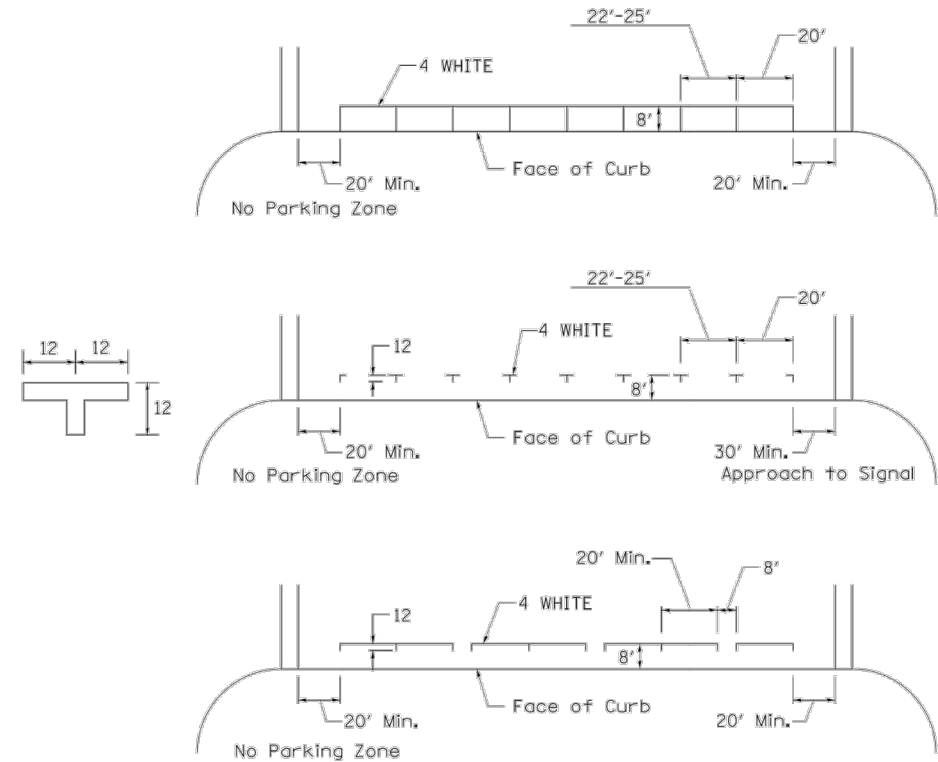 22'-25'
20'
4 WHITE
8'
Face of Curb
20' Min.
20' Min.
No Parking Zone
22'-25'
20'
4 WHITE
12
12 12
12
8'
Face of Curb
20' Min.
30' Min.
No Parking Zone
Approach to Signal
20' Min.
8'
4 WHITE
12
8'
Face of Curb
20' Min.
20' Min.
No Parking Zone